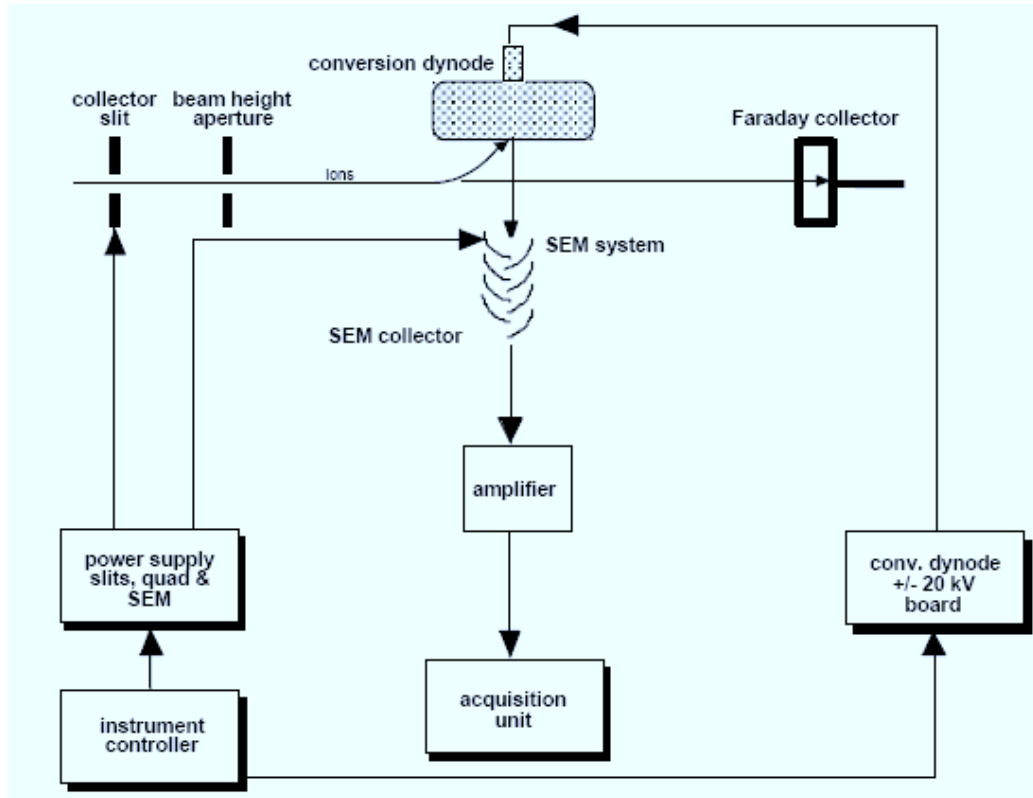 conversion dynode
collector
slit
beam height
aperture
Faraday collector
Ions
SEM system
SEM collector
amplifier
power supply
slits, quad &
SEM
conv. dynode
+/- 20 kV
board
acquisition
unit
instrument
controller